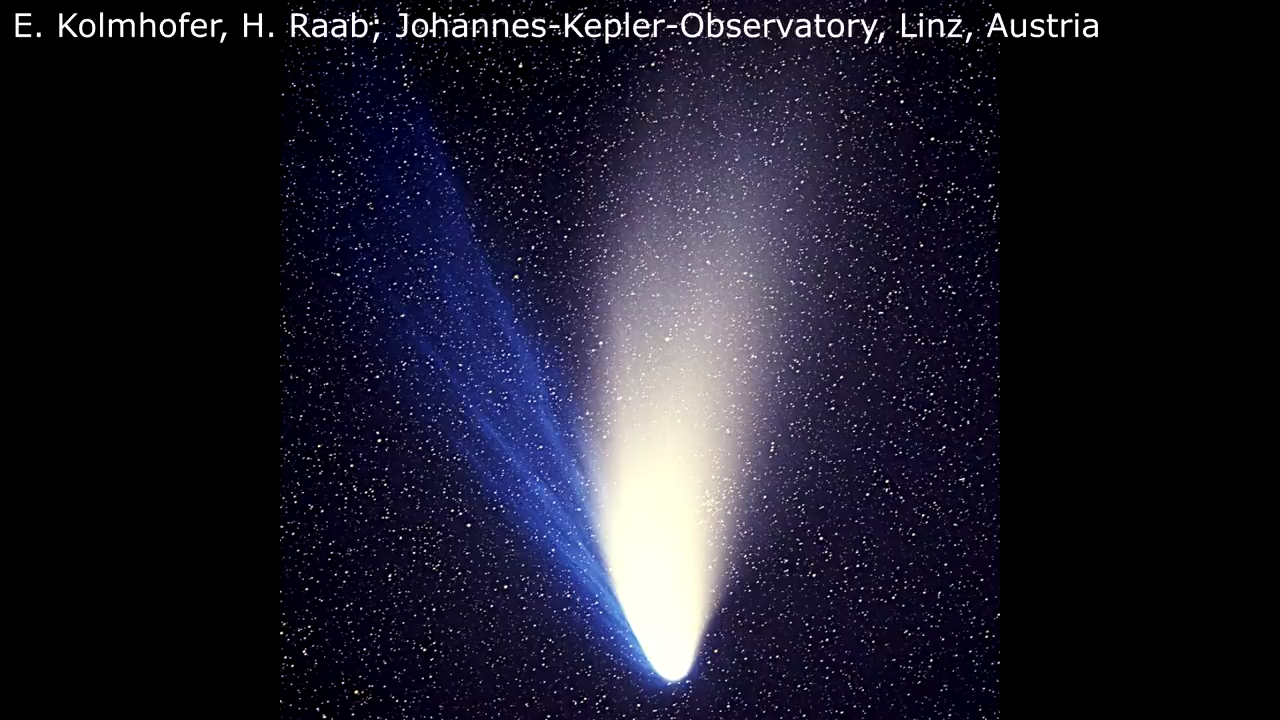 E. Kolmhofer, H. Raab; Johannes-Kepler-Observatory, Linz, Austria